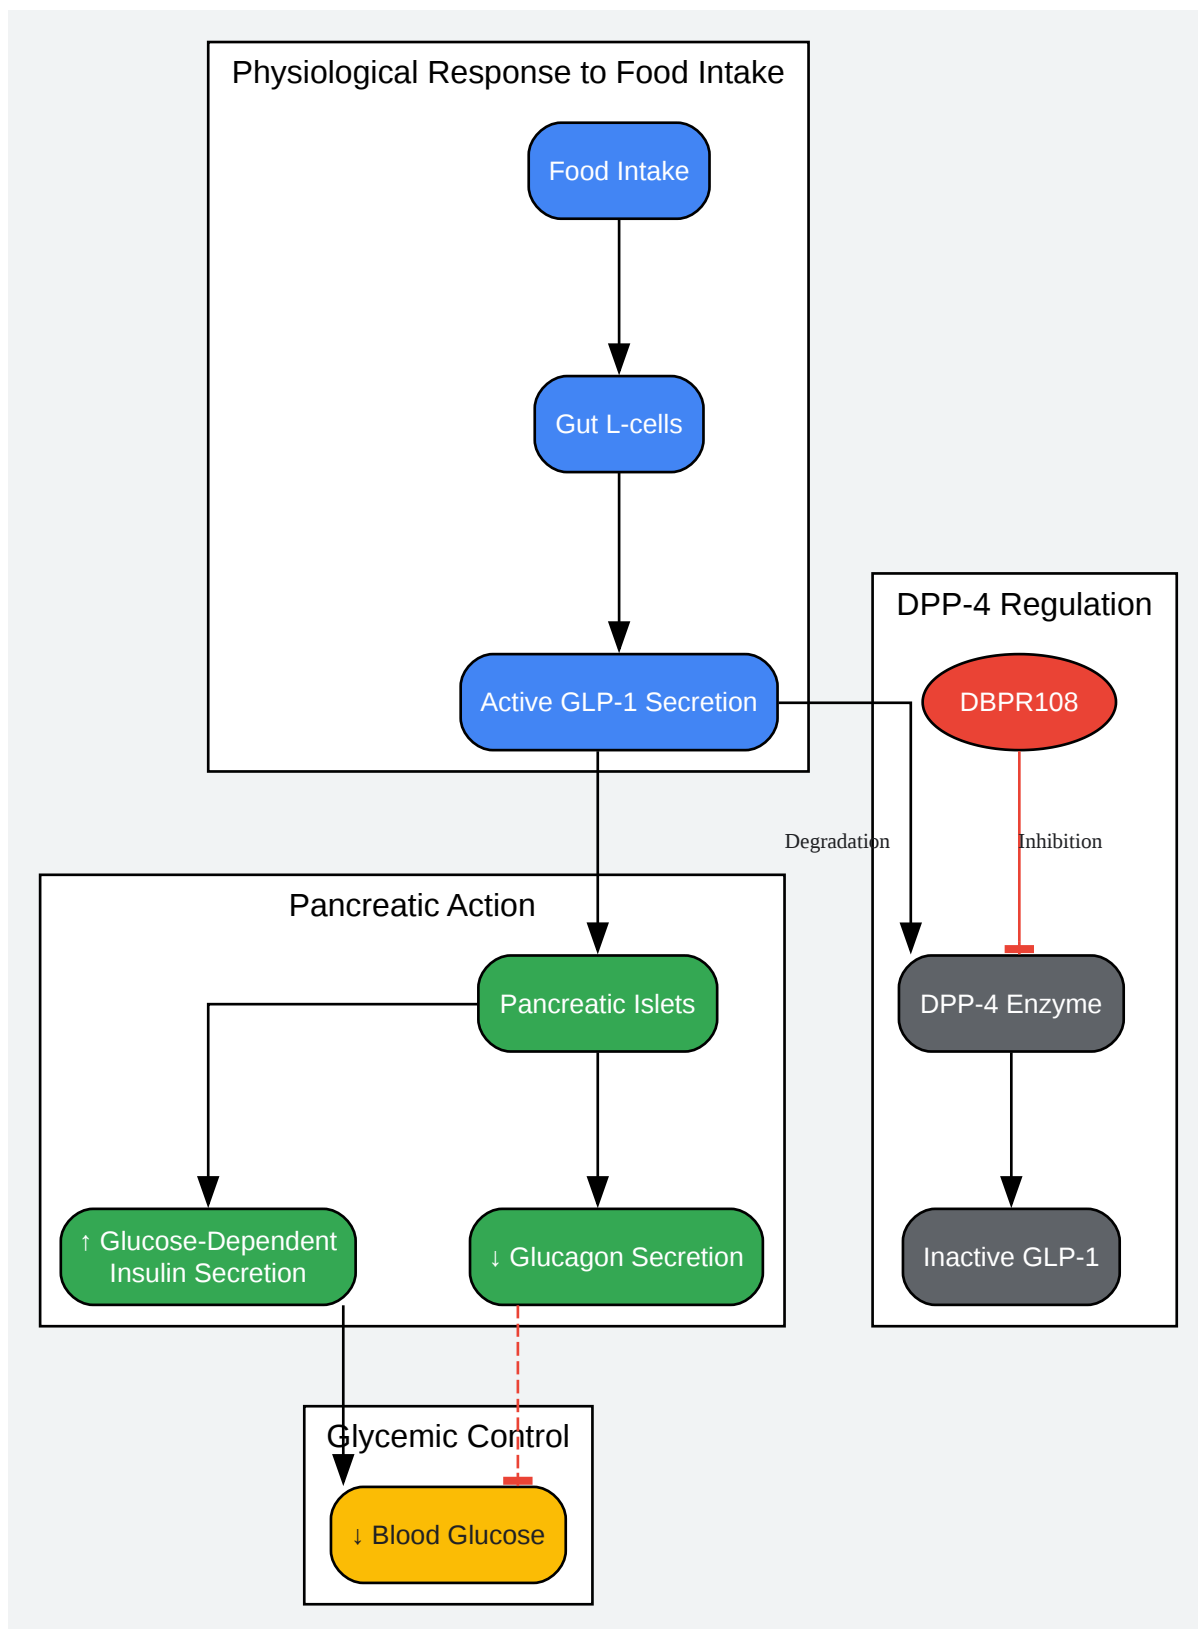 Physiological Response to Food Intake
Food Intake
Gut L-cells
Active GLP-1 Secretion
DPP-4 Regulation
DBPR108
Degradation
Inhibition
Pancreatic Action
Pancreatic Islets
DPP-4 Enzyme
↑ Glucose-Dependent
Insulin Secretion
↓ Glucagon Secretion
Inactive GLP-1
Glycemic Control
↓ Blood Glucose